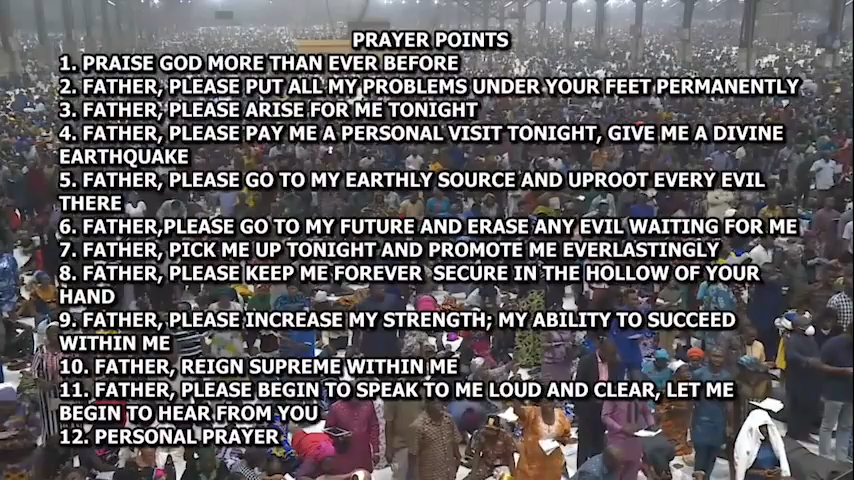 PRAYER POINTS
1. PRAISE GOD MORE THAN EVER BEFORE
2. FATHER, PLEASE PUT ALL MY PROBLEMS UNDER YOUR FEET PERMANENTLY
3. FATHER, PLEASE ARISE FOR ME TONIGHT
4. FATHER, PLEASE PAY ME A PERSONAL VISIT TONIGHT, GIVE ME A DIVINE
EARTHQUAKE
5. FATHER, PLEASE GO TO MY EARTHLY SOURCE AND UPROOT EVERY EVIL
THERE
6. FATHER,PLEASE GO TO MY FUTURE AND ERASE ANY EVIL WAITING FOR ME
7. FATHER, PICK ME UP TONIGHT AND PROMOTE ME EVERLASTINGLY
8. FATHER, PLEASE KEEP ME FOREVER  SECURE IN THE HOLLOW OF YOUR
HAND
9. FATHER, PLEASE INCREASE MY STRENGTH; MY ABILITY TO SUCCEED
WITHIN ME
10. FATHER, REIGN SUPREME WITHIN ME
11. FATHER, PLEASE BEGIN TO SPEAK TO ME LOUD AND CLEAR, LET ME
BEGIN TO HEAR FROM YOU
12. PERSONAL PRAYER